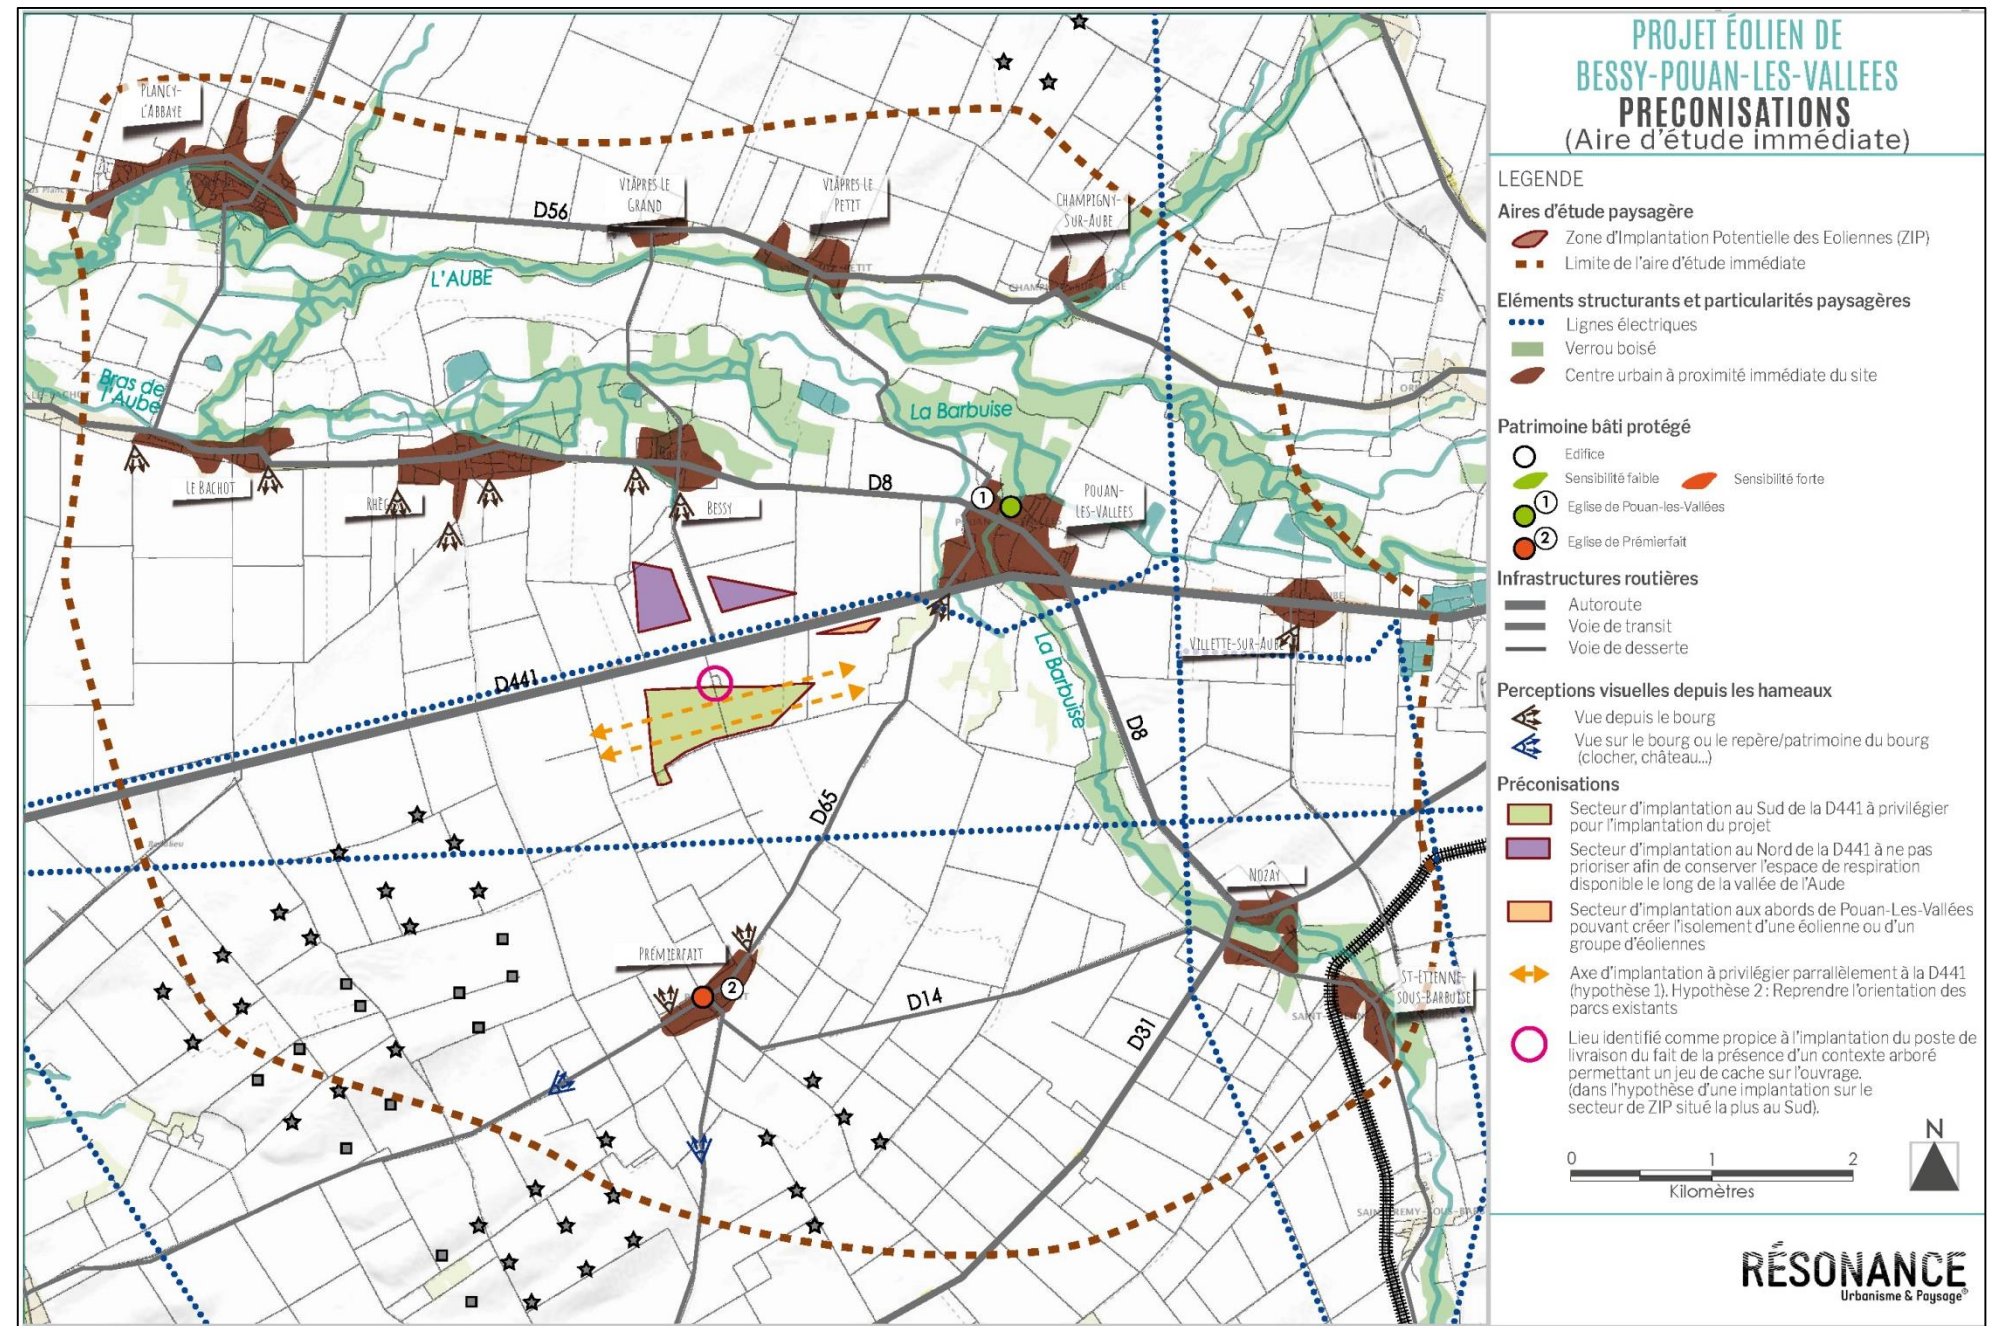 PROJET ÉOLIEN DE
BESSY-POUAN-LES-VALLEES
PRECONISATIONS
(Aire d'étude immédiate)
LEGENDE
Aires d'étude paysagère
Zone d'Implantation Potentielle des Eoliennes (ZIP)
Limite de l'aire d'étude immédiate
Eléments structurants et particularités paysagères
Lignes électriques
Verrou boisé
Centre urbain à proximité immédiate du site
Patrimoine bâti protégé
Edifice
Sensibilité faible
Sensibilité forte
1
Eglise de Pouan-les-Vallées
2
Eglise de Prémierfait
Infrastructures routières
Autoroute
Voie de transit
Voie de desserte
Perceptions visuelles depuis les hameaux
Vue depuis le bourg
Vue sur le bourg ou le repère/patrimoine du bourg
(clocher, château...)
Préconisations
Secteur d'implantation au Sud de la D441 à privilégier
pour l'implantation du projet
Secteur d'implantation au Nord de la D441 à ne pas
prioriser afin de conserver l'espace de respiration
disponible le long de la vallée de l'Aude
Secteur d'implantation aux abords de Pouan-Les-Vallées
pouvant créer l'isolement d'une éolienne ou d'un
groupe d'éoliennes
Axe d'implantation à privilégier parrallèlement à la D441
(hypothèse 1). Hypothèse 2 : Reprendre l'orientation des
parcs existants
Lieu identifié comme propice à l'implantation du poste de
livraison du fait de la présence d'un contexte arboré
permettant un jeu de cache sur l'ouvrage.
(dans l'hypothèse d'une implantation sur le
secteur de ZIP situé la plus au Sud).
0 1 2
Kilomètres
N
RÉSONANCE
Urbanisme & Paysage
PLANCY-
L'ABBAYE
VIÂPRES LE
GRAND
VIÂPRES LE
PETIT
CHAMPIGNY-
SUR-AUBE
D56
L'AUBE
Bras de
l'Aube
La Barbuise
LE BACHOT
BESSY
D8
1
POUAN-
LES-VALLEES
VILLETTE-SUR-AUBE
D441
La Barbuise
D8
D65
NOZAY
PRÉMIERFAIT
2
D14
D31
ST-ETIENNE-
SOUS-BARBUISE